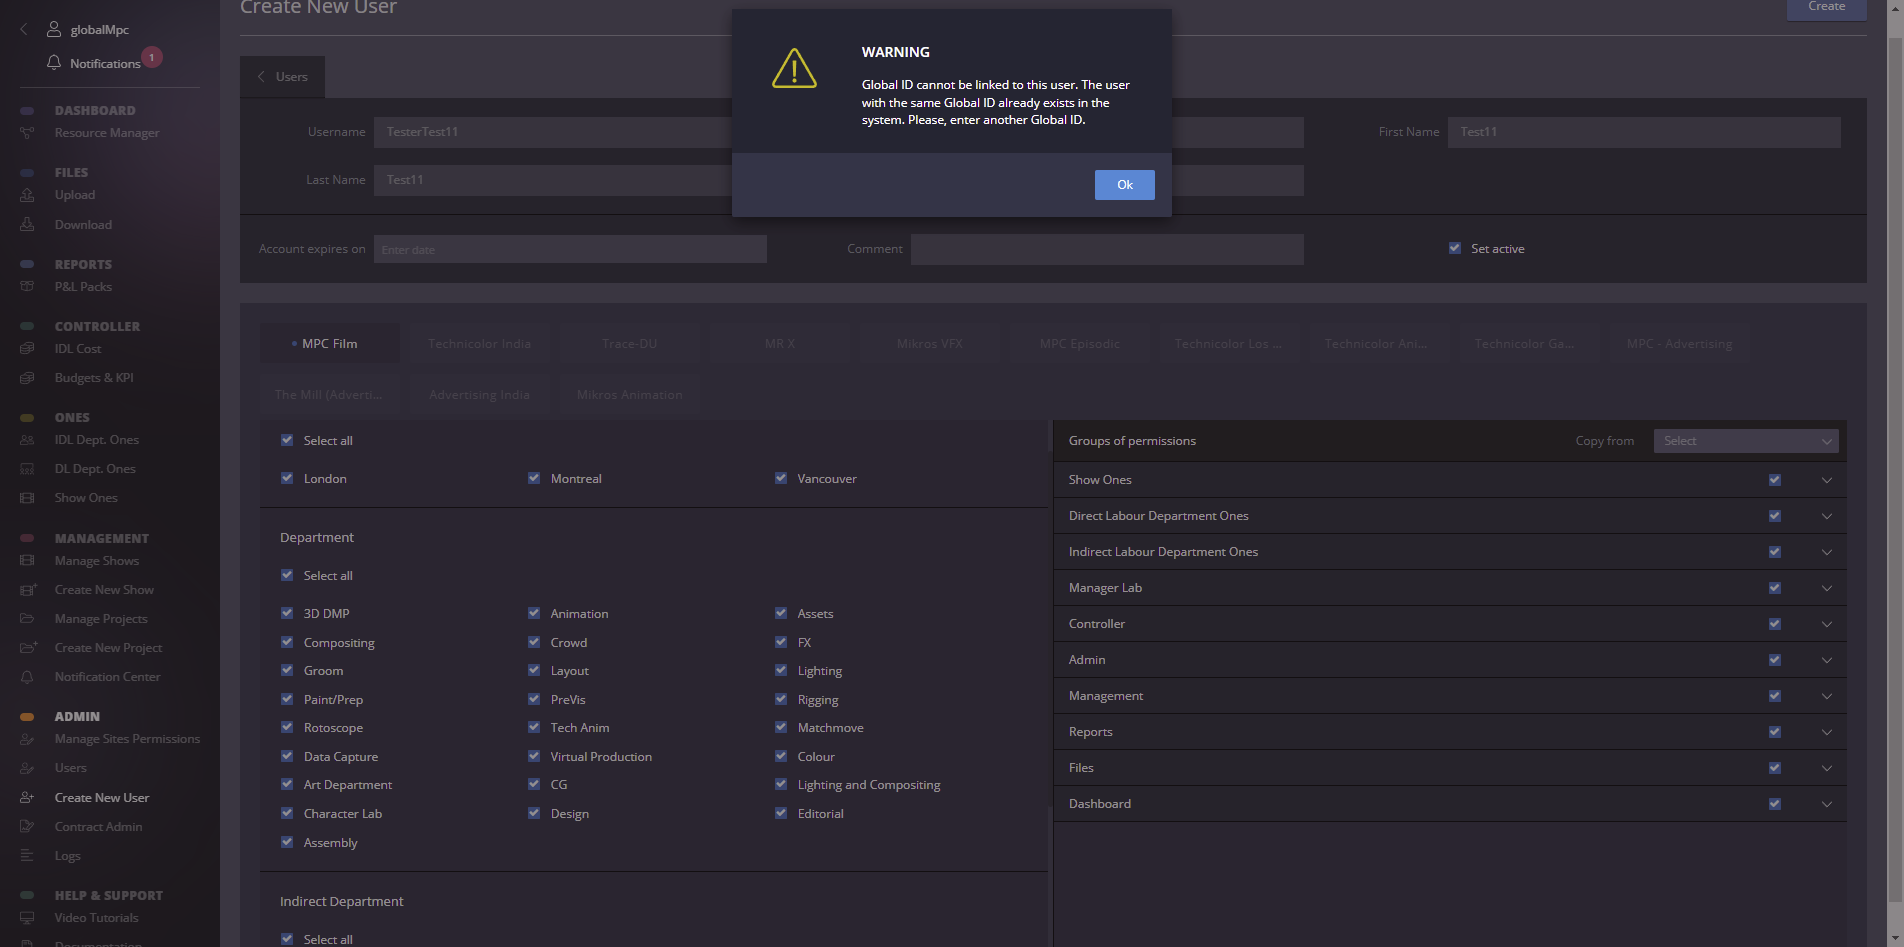 globalMpc
Notifications 1
DASHBOARD
Resource Manager
FILES
Upload
Download
REPORTS
P&L Packs
CONTROLLER
IDL Cost
Budgets & KPI
ONES
IDL Dept. Ones
DL Dept. Ones
Show Ones
MANAGEMENT
Manage Shows
Create New Show
Manage Projects
Create New Project
Notification Center
ADMIN
Manage Sites Permissions
Users
Create New User
Contract Admin
Logs
HELP & SUPPORT
Video Tutorials
Documentation
Create New User
Create
WARNING
Global ID cannot be linked to this user. The user
with the same Global ID already exists in the
system. Please, enter another Global ID.
Ok
Users
Username TesterTest11
First Name Test11
Last Name Test11
Account expires on Enter date
Comment
Set active
MPC Film Technicolor India Trace-DU MR X Mikros VFX MPC Episodic Technicolor Los ... Technicolor Ani... Technicolor Ga... MPC - Advertising
The Mill (Adverti... Advertising India Mikros Animation
Select all
London Montreal Vancouver
Department
Select all
3D DMP Animation Assets
Compositing Crowd FX
Groom Layout Lighting
Paint/Prep PreVis Rigging
Rotoscope Tech Anim Matchmove
Data Capture Virtual Production Colour
Art Department CG Lighting and Compositing
Character Lab Design Editorial
Assembly
Indirect Department
Select all
Groups of permissions Copy from Select
Show Ones
Direct Labour Department Ones
Indirect Labour Department Ones
Manager Lab
Controller
Admin
Management
Reports
Files
Dashboard